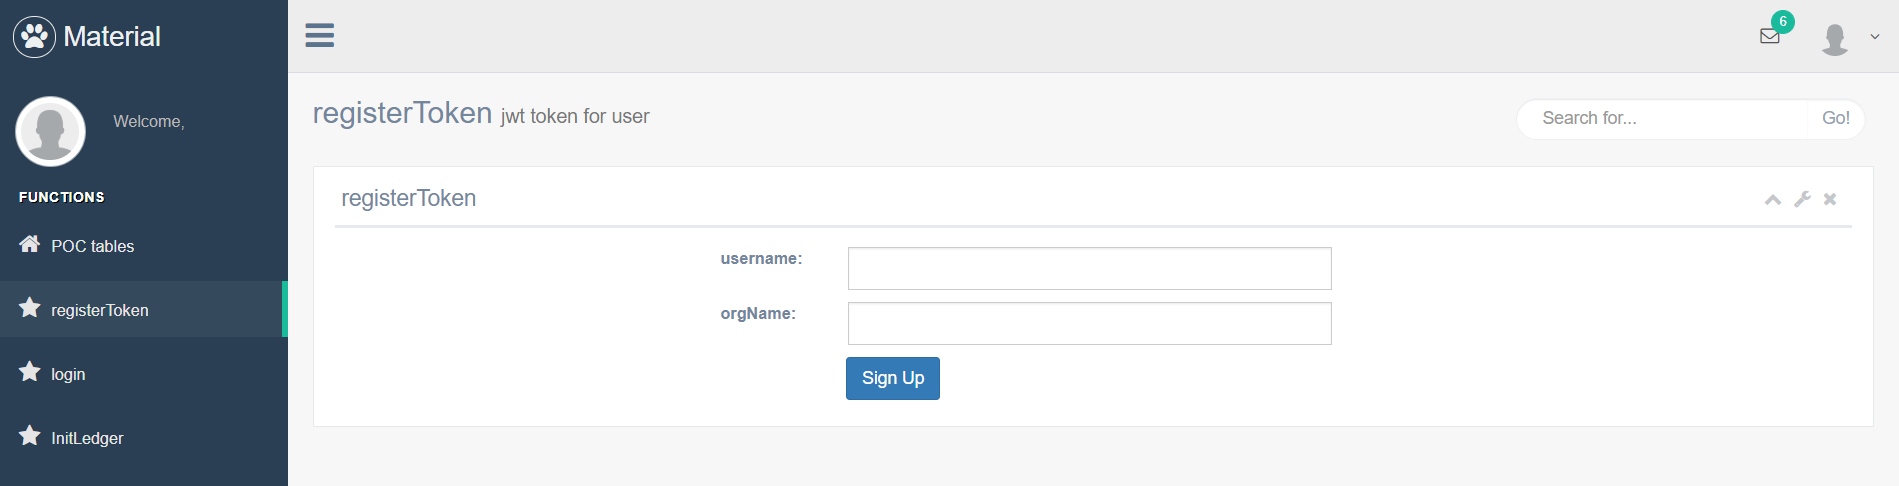 Material
6
Welcome,
FUNCTIONS
POC tables
registerToken
login
InitLedger
registerToken jwt token for user
Search for... Go!
registerToken
username:
orgName:
Sign Up